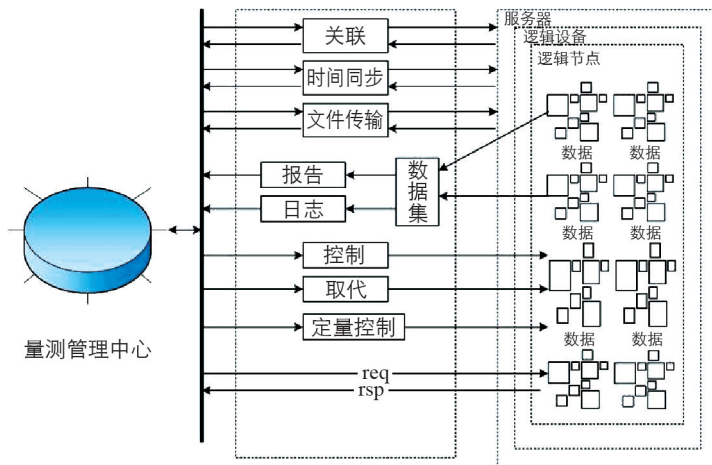 服务器
逻辑设备
逻辑节点
关联
时间同步
文件传输
数据 数据
报告
日志
数据集
数据 数据
控制
取代
定量控制
数据 数据
量测管理中心
req
rsp